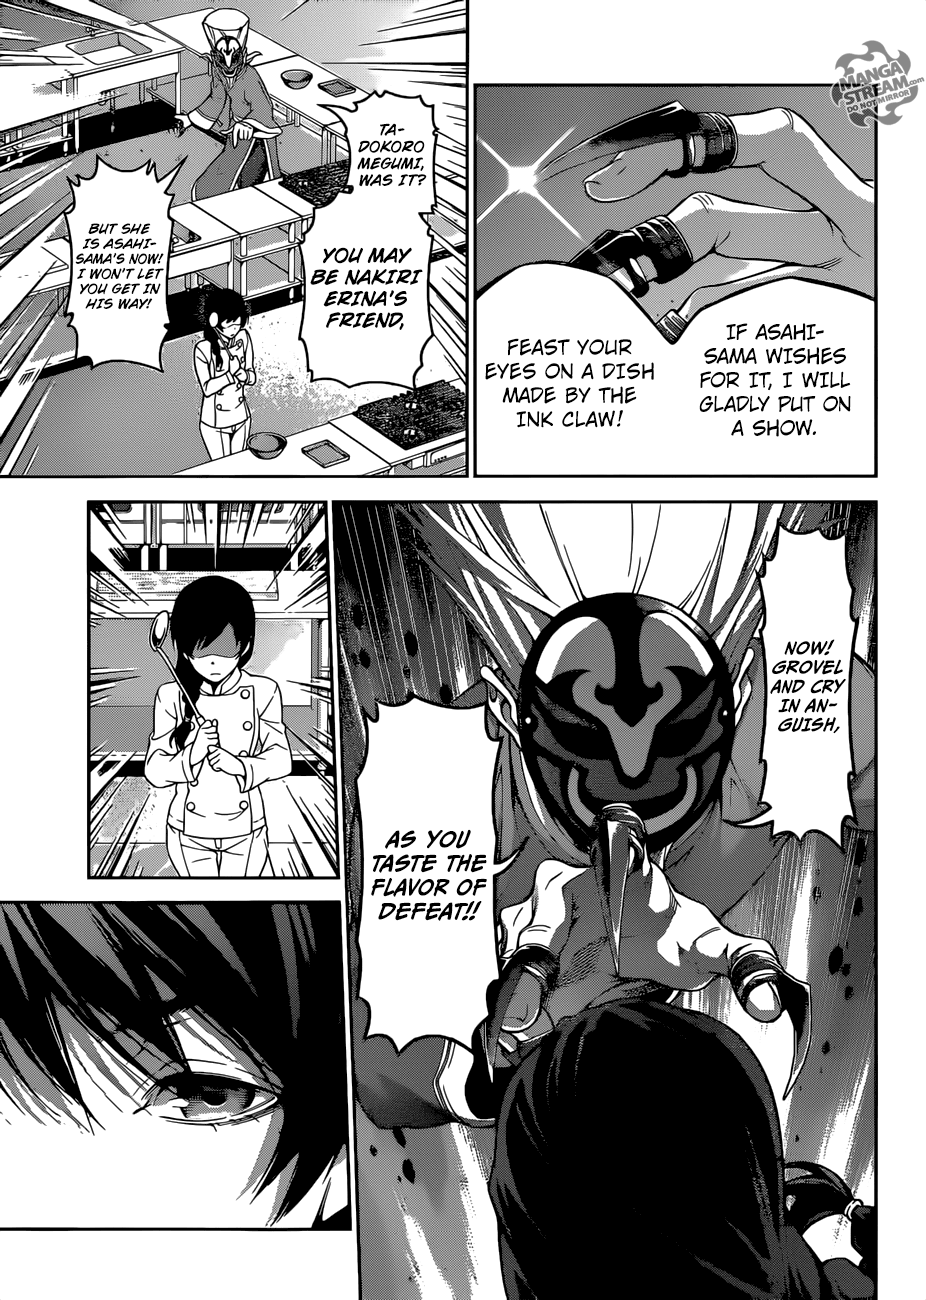 MANGA
STREAM.com
DO NOT MIRROR
IF ASAHI-
SAMA WISHES
FOR IT, I WILL
GLADLY PUT ON
A SHOW.
FEAST YOUR
EYES ON A DISH
MADE BY THE
INK CLAW!
TA-
DOKORO
MEGUMI,
WAS IT?
YOU MAY
BE NAKIRI
ERINA'S
FRIEND,
BUT SHE
IS ASAHI-
SAMA'S NOW!
I WON'T LET
YOU GET IN
HIS WAY!
NOW!
GROVEL
AND CRY
IN AN-
GUISH,
AS YOU
TASTE THE
FLAVOR OF
DEFEAT!!